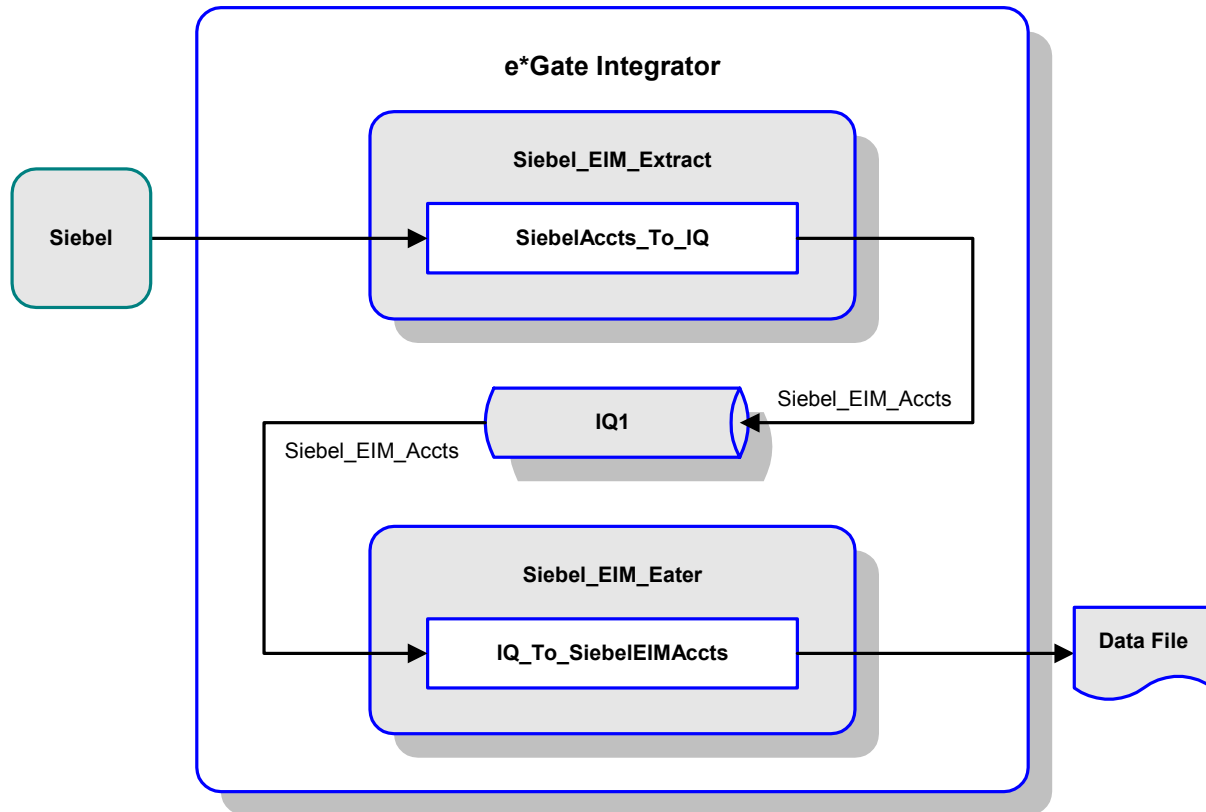 e*Gate Integrator
Siebel_EIM_Extract
Siebel
SiebelAccts_To_IQ
Siebel_EIM_Accts
IQ1
Siebel_EIM_Accts
Siebel_EIM_Eater
IQ_To_SiebelEIMAccts
Data File